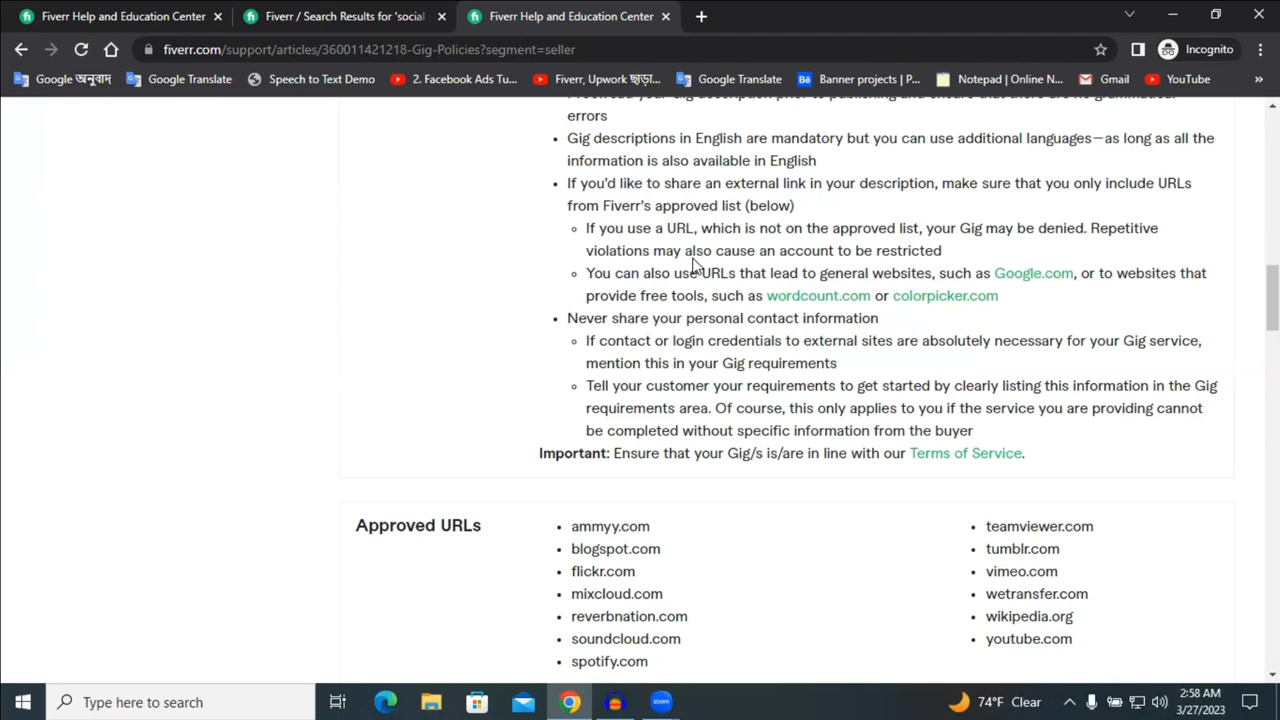 Fiverr Help and Education Center
Fiverr / Search Results for 'social
Fiverr Help and Education Center
fiverr.com/support/articles/360011421218-Gig-Policies?segment=seller
Incognito
Google অনুবাদ
Google Translate
Speech to Text Demo
2. Facebook Ads Tu...
Fiverr, Upwork ছাড়া...
Google Translate
Banner projects | P...
Notepad | Online N...
Gmail
YouTube
errors
• Gig descriptions in English are mandatory but you can use additional languages—as long as all the
information is also available in English
• If you'd like to share an external link in your description, make sure that you only include URLs
from Fiverr's approved list (below)
◦ If you use a URL, which is not on the approved list, your Gig may be denied. Repetitive
violations may also cause an account to be restricted
◦ You can also use URLs that lead to general websites, such as Google.com, or to websites that
provide free tools, such as wordcount.com or colorpicker.com
• Never share your personal contact information
◦ If contact or login credentials to external sites are absolutely necessary for your Gig service,
mention this in your Gig requirements
◦ Tell your customer your requirements to get started by clearly listing this information in the Gig
requirements area. Of course, this only applies to you if the service you are providing cannot
be completed without specific information from the buyer
Important: Ensure that your Gig/s is/are in line with our Terms of Service.
Approved URLs
• ammyy.com
• blogspot.com
• flickr.com
• mixcloud.com
• reverbnation.com
• soundcloud.com
• spotify.com
• teamviewer.com
• tumblr.com
• vimeo.com
• wetransfer.com
• wikipedia.org
• youtube.com
Type here to search
zoom
74°F Clear
2:58 AM
3/27/2023